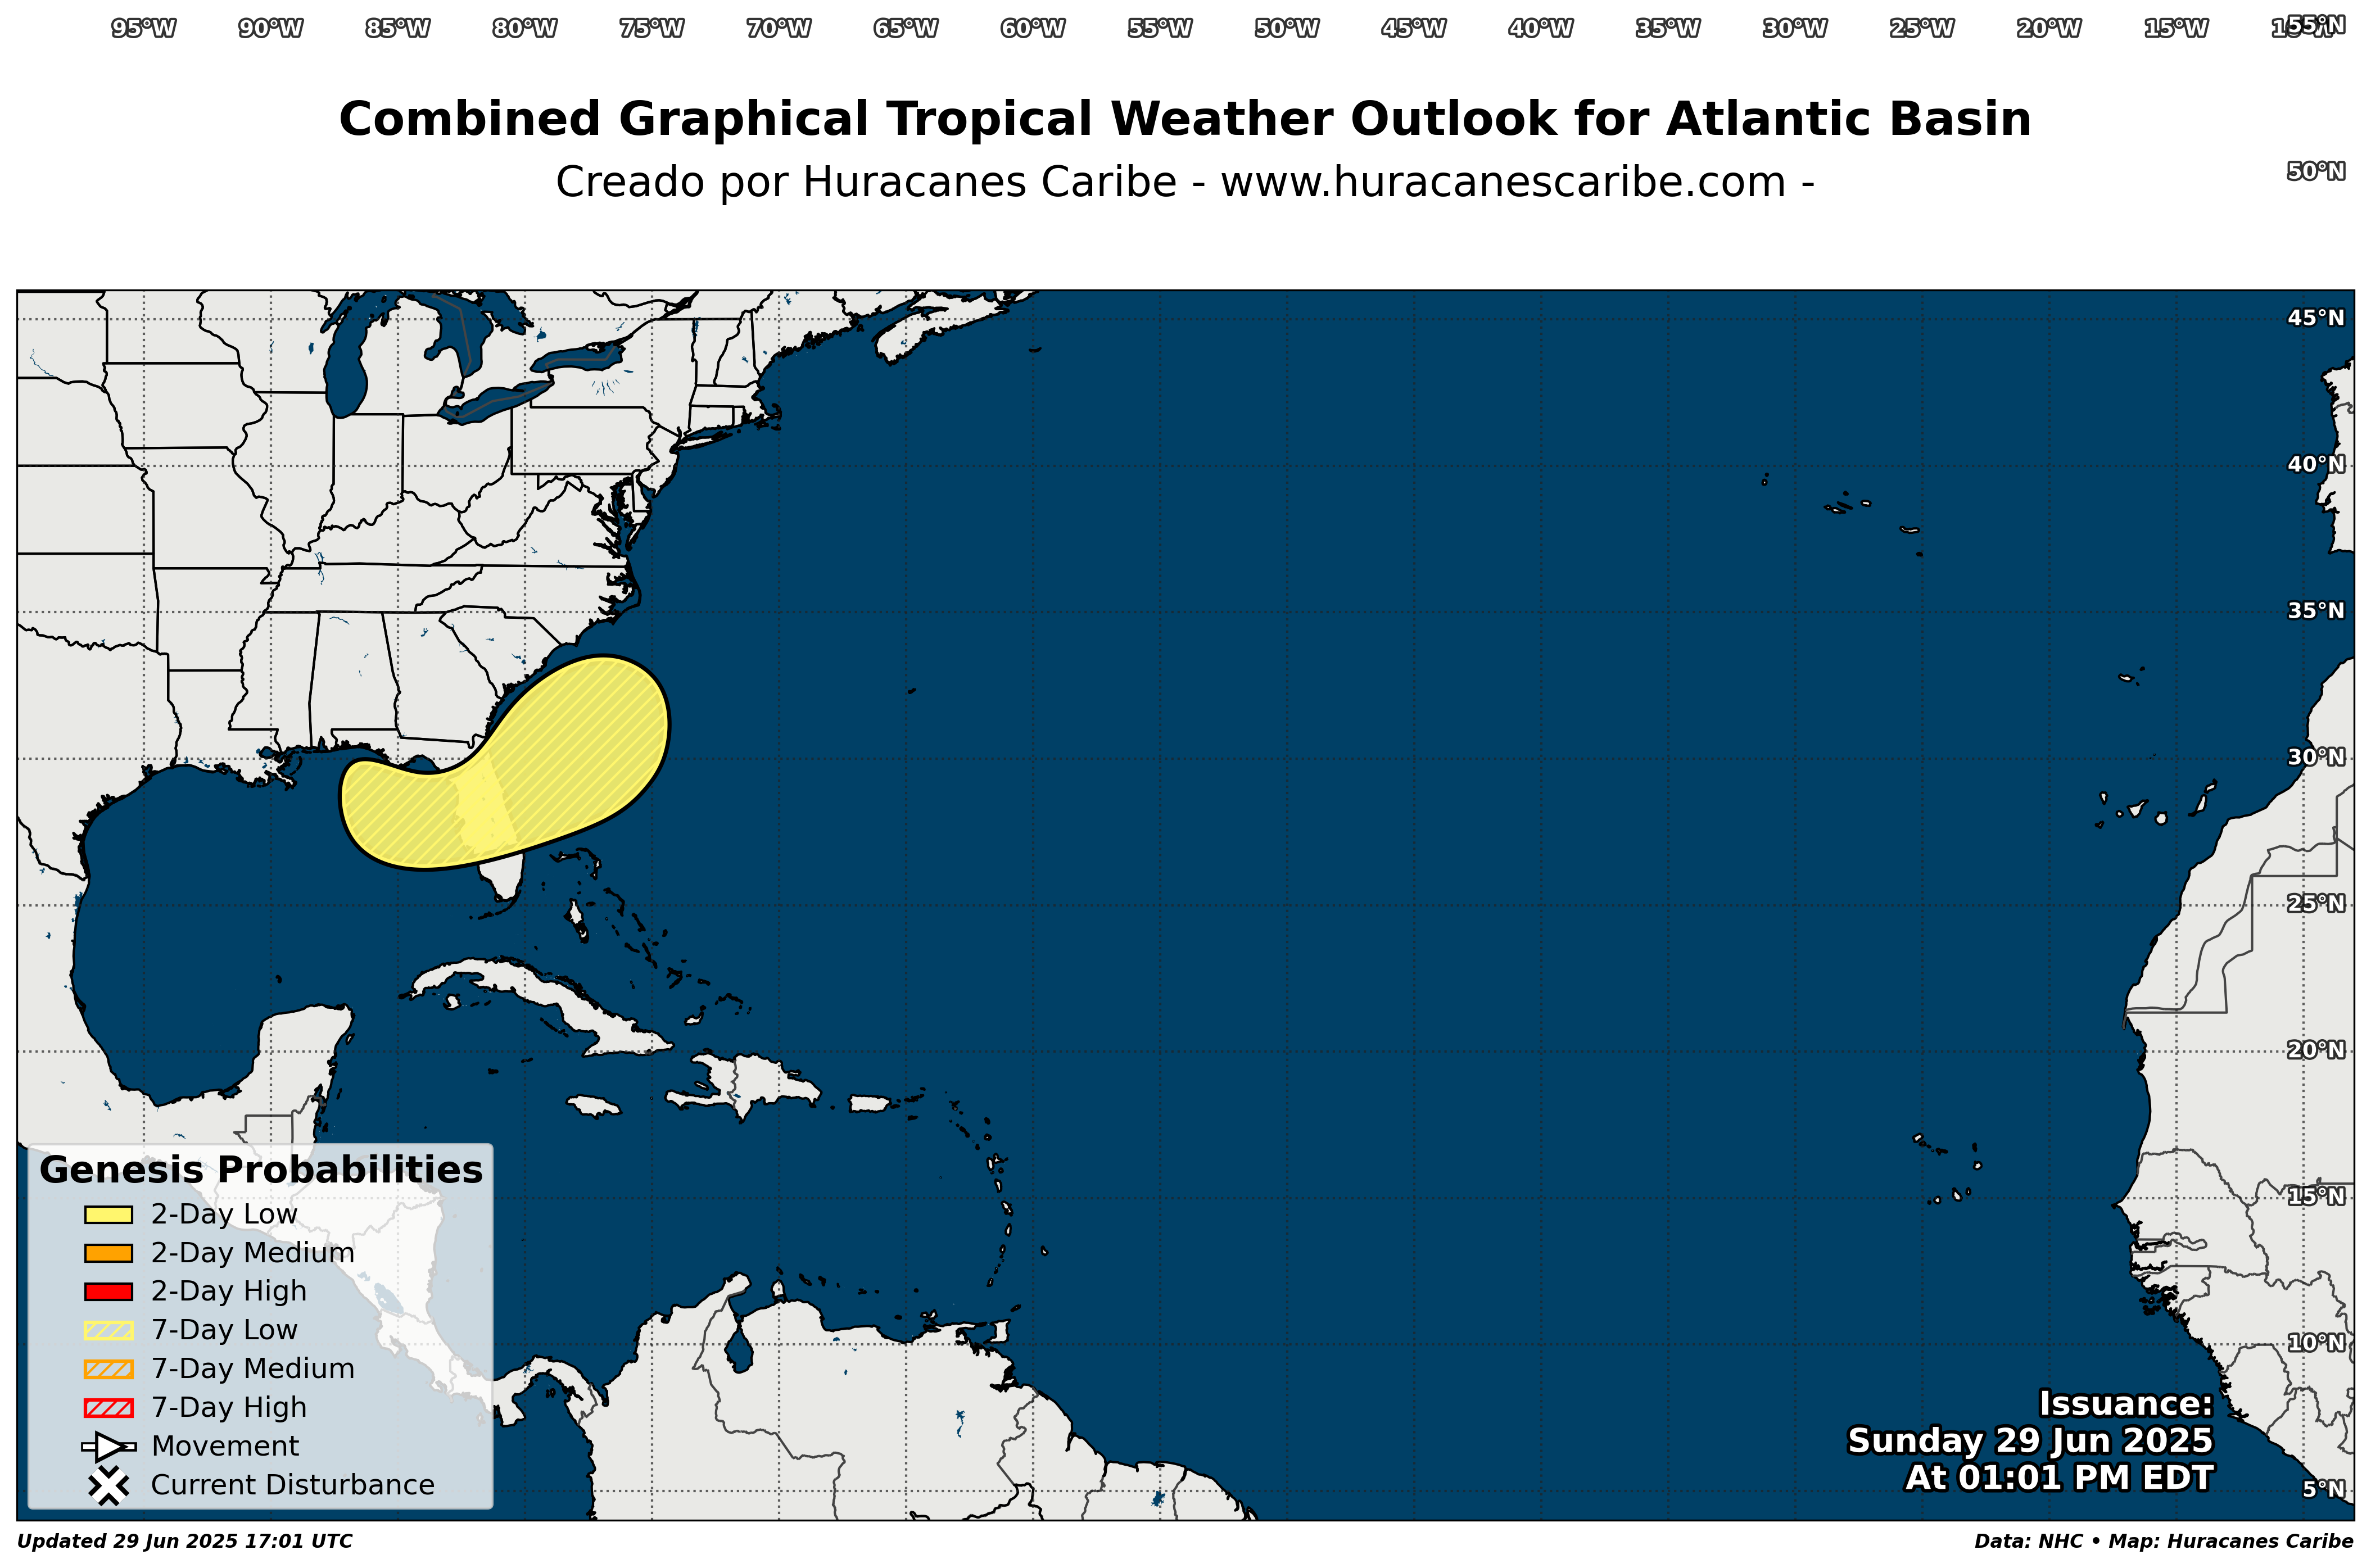 95°W 90°W 85°W 80°W 75°W 70°W 65°W 60°W 55°W 50°W 45°W 40°W 35°W 30°W 25°W 20°W 15°W
55°N
Combined Graphical Tropical Weather Outlook for Atlantic Basin
50°N
Creado por Huracanes Caribe - www.huracanescaribe.com -
45°N
40°N
35°N
30°N
25°N
20°N
15°N
10°N
5°N
Genesis Probabilities
2-Day Low
2-Day Medium
2-Day High
7-Day Low
7-Day Medium
7-Day High
Movement
Current Disturbance
Issuance:
Sunday 29 Jun 2025
At 01:01 PM EDT
Updated 29 Jun 2025 17:01 UTC
Data: NHC • Map: Huracanes Caribe